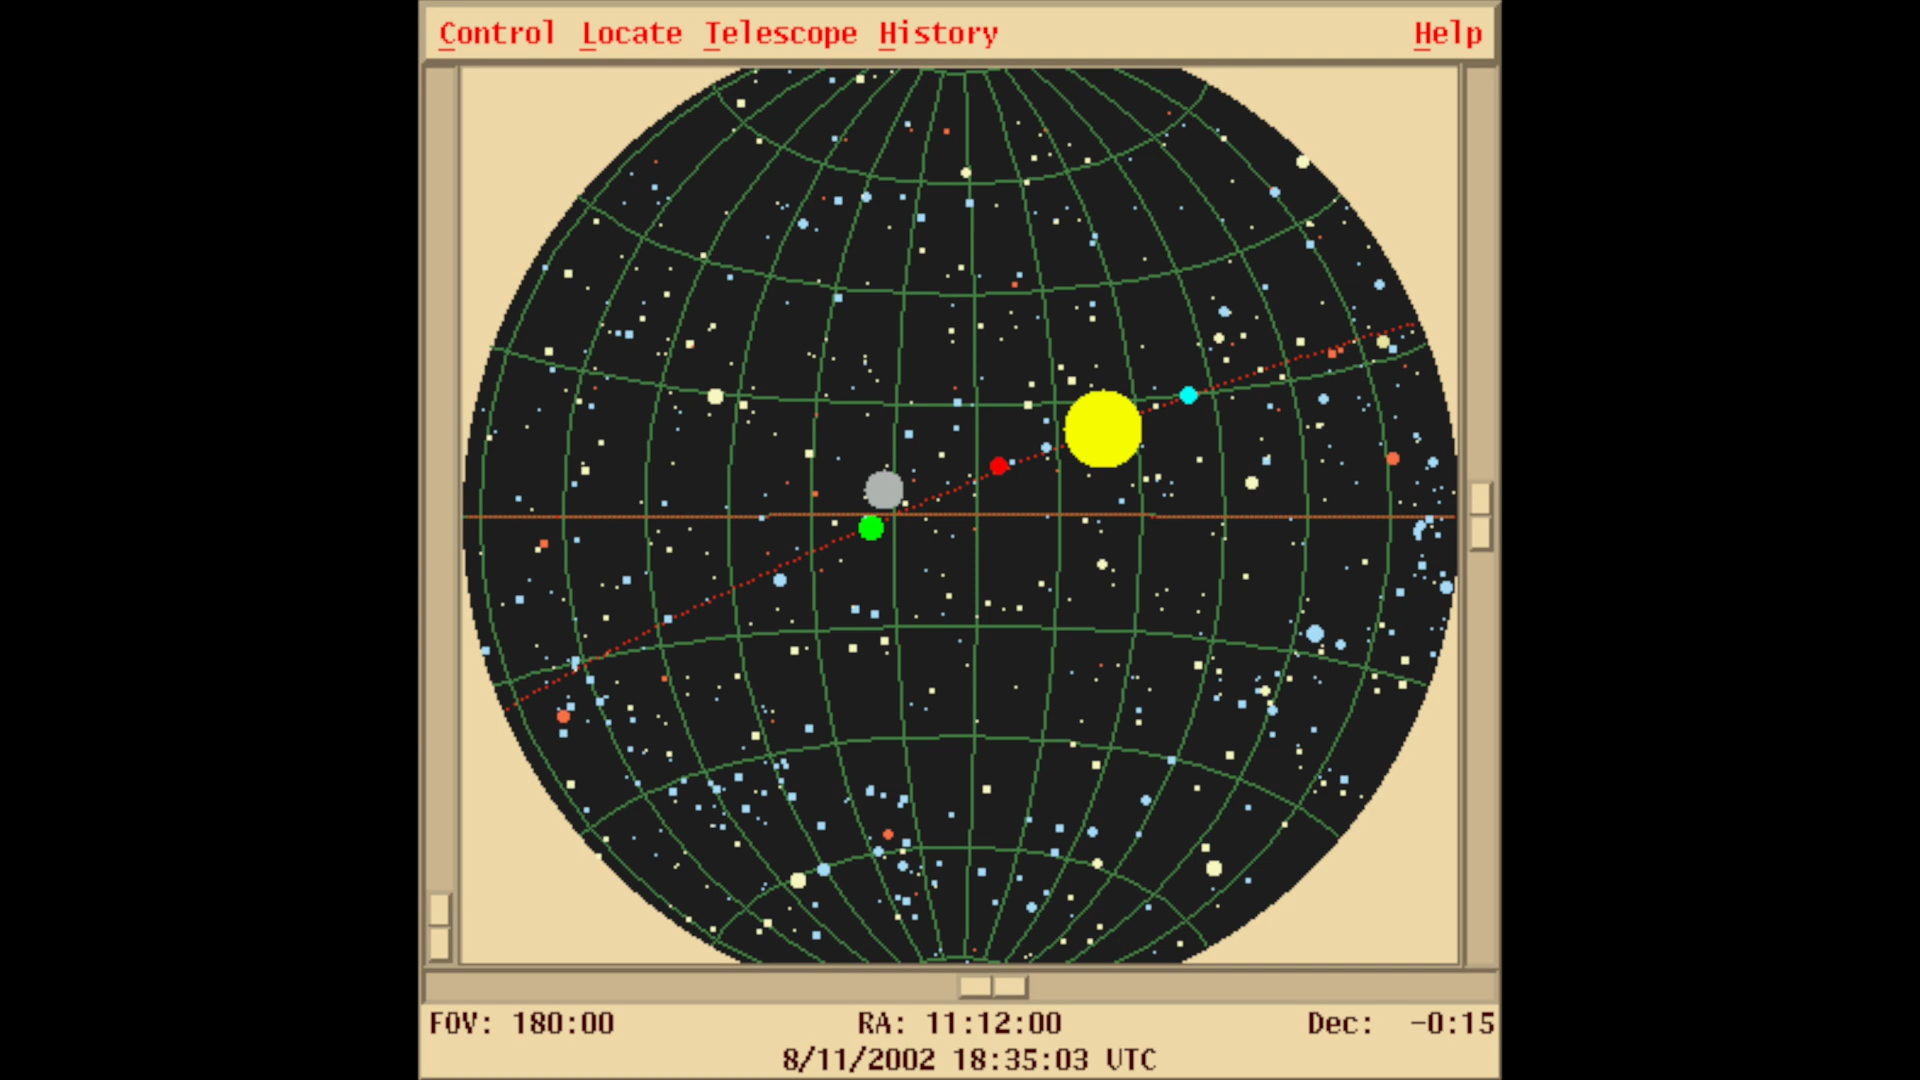 Control Locate Telescope History Help
FOV: 180:00 RA: 11:12:00 Dec: -0:15
8/11/2002 18:35:03 UTC